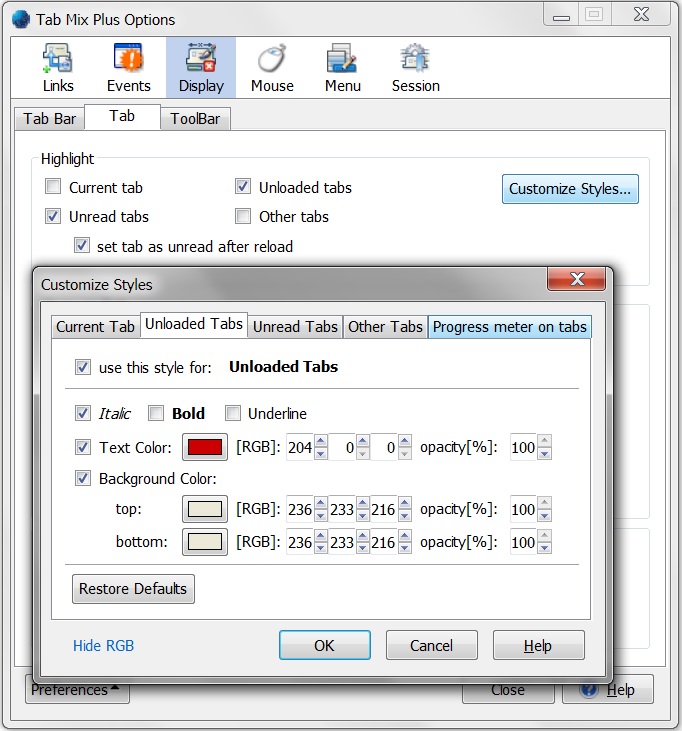 Tab Mix Plus Options
Links Events Display Mouse Menu Session
Tab Bar Tab ToolBar
Highlight
Current tab Unloaded tabs Customize Styles...
Unread tabs Other tabs
set tab as unread after reload
Customize Styles
Current Tab Unloaded Tabs Unread Tabs Other Tabs Progress meter on tabs
use this style for: Unloaded Tabs
Italic Bold Underline
Text Color: [RGB]: 204 0 0 opacity[%]: 100
Background Color:
top: [RGB]: 236 233 216 opacity[%]: 100
bottom: [RGB]: 236 233 216 opacity[%]: 100
Restore Defaults
Hide RGB OK Cancel Help
Preferences Close Help